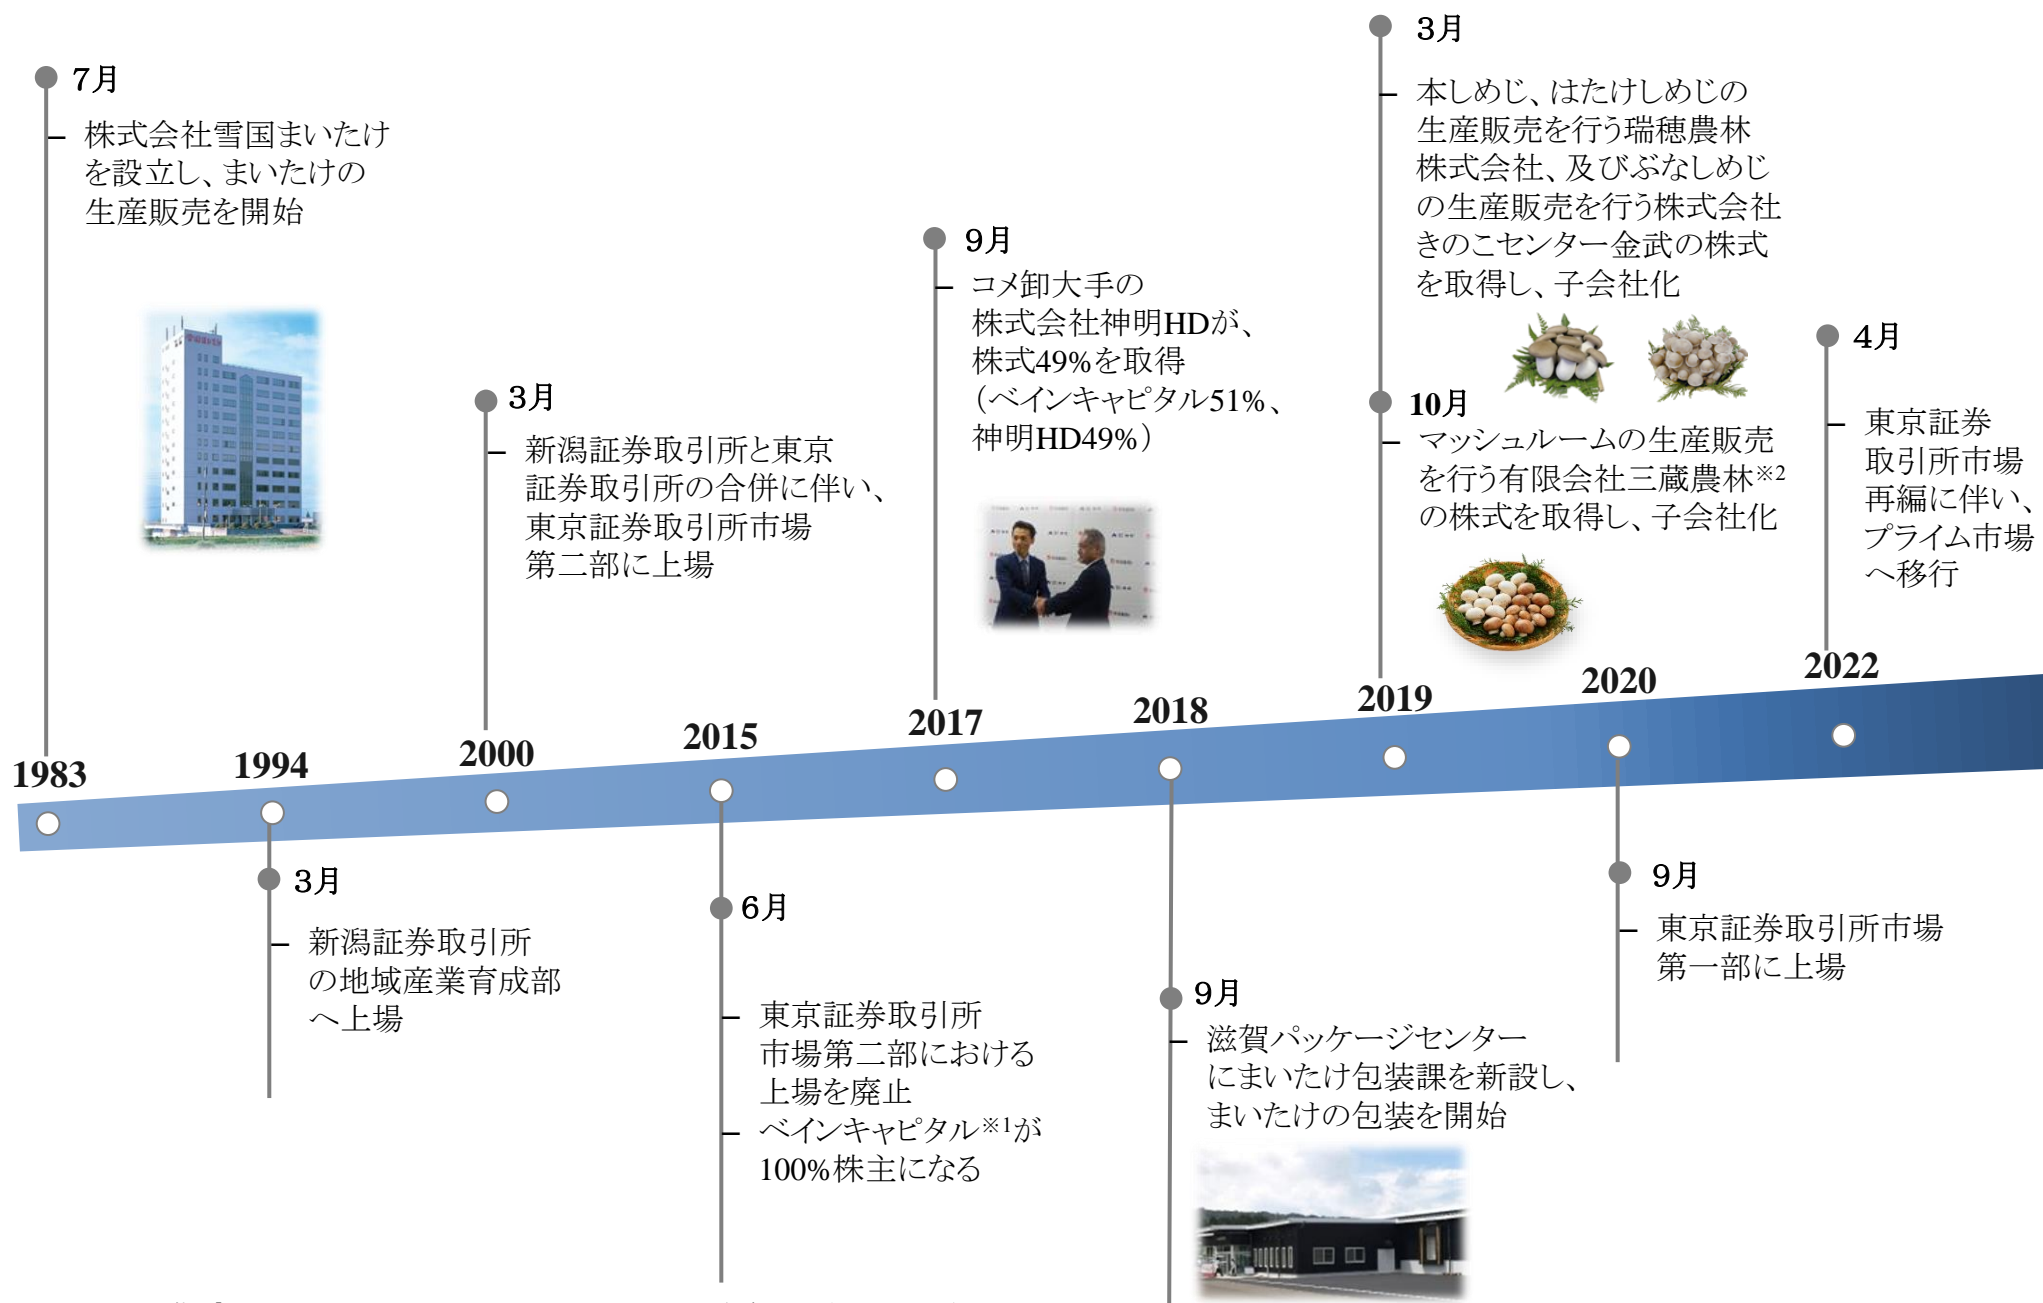 7月
－ 株式会社雪国まいたけ
を設立し、まいたけの
生産販売を開始
3月
－ 新潟証券取引所と東京
証券取引所の合併に伴い、
東京証券取引所市場
第二部に上場
9月
－ コメ卸大手の
株式会社神明HDが、
株式49%を取得
（ベインキャピタル51%、
神明HD49%）
3月
－ 本しめじ、はたけしめじの
生産販売を行う瑞穂農林
株式会社、及びぶなしめじ
の生産販売を行う株式会社
きのこセンター金武の株式
を取得し、子会社化
10月
－ マッシュルームの生産販売
を行う有限会社三蔵農林※2
の株式を取得し、子会社化
4月
－ 東京証券
取引所市場
再編に伴い、
プライム市場
へ移行
1983
1994
2000
2015
2017
2018
2019
2020
2022
3月
－ 新潟証券取引所
の地域産業育成部
へ上場
6月
－ 東京証券取引所
市場第二部における
上場を廃止
－ ベインキャピタル※1が
100%株主になる
9月
－ 滋賀パッケージセンター
にまいたけ包装課を新設し、
まいたけの包装を開始
9月
－ 東京証券取引所市場
第一部に上場